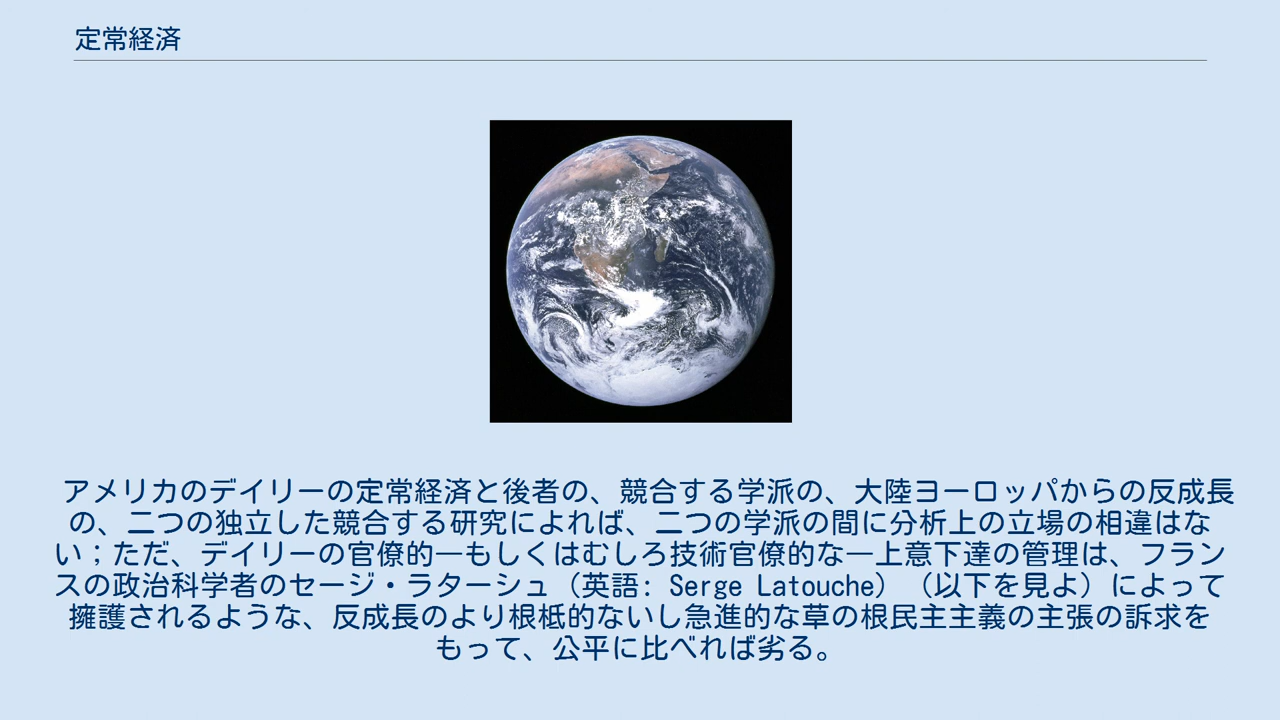 定常経済
アメリカのデイリーの定常経済と後者の、競合する学派の、大陸ヨーロッパからの反成長
の、二つの独立した競合する研究によれば、二つの学派の間に分析上の立場の相違はな
い；ただ、デイリーの官僚的―もしくはむしろ技術官僚的な―上意下達の管理は、フラン
スの政治科学者のセージ・ラターシュ（英語: Serge Latouche）（以下を見よ）によって
擁護されるような、反成長のより根柢的ないし急進的な草の根民主主義の主張の訴求を
もって、公平に比べれば劣る。